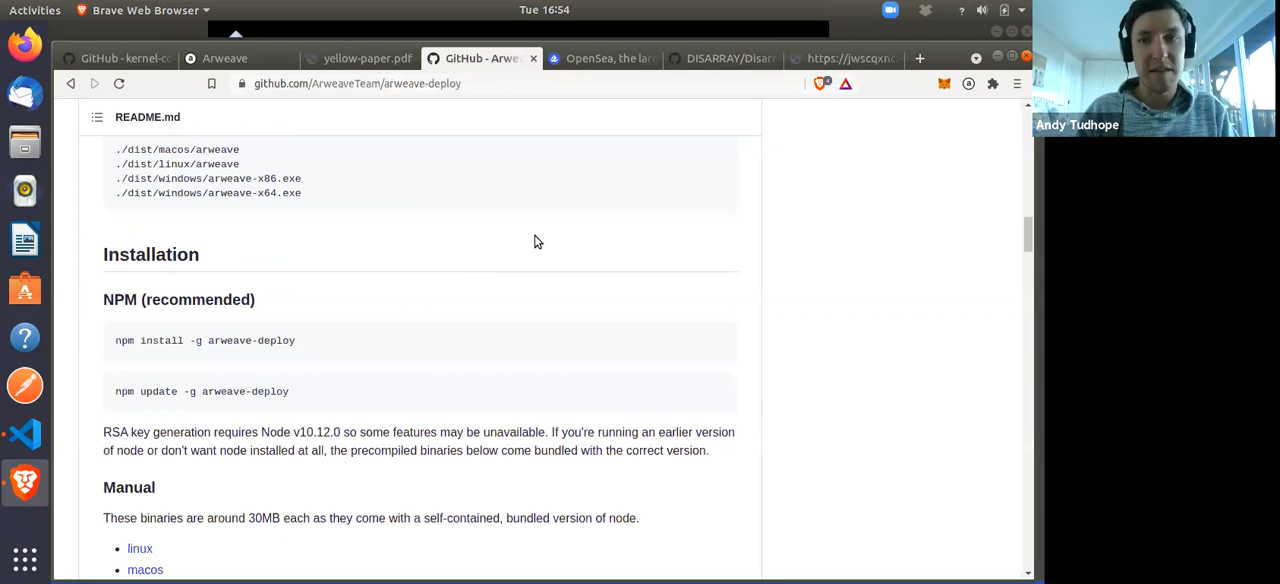 Activities
Brave Web Browser
Tue 16:54
GitHub - kernel-co
Arweave
yellow-paper.pdf
GitHub - Arwe
OpenSea, the lar
DISARRAY/Disarr
https://jwscqxnc.
github.com/ArweaveTeam/arweave-deploy
4
Andy Tudhope
README.md
./dist/macos/arweave
./dist/linux/arweave
./dist/windows/arweave-x86.exe
./dist/windows/arweave-x64.exe
Installation
NPM (recommended)
npm install -g arweave-deploy
npm update -g arweave-deploy
RSA key generation requires Node v10.12.0 so some features may be unavailable. If you're running an earlier version
of node or don't want node installed at all, the precompiled binaries below come bundled with the correct version.
Manual
These binaries are around 30MB each as they come with a self-contained, bundled version of node.
linux
macos